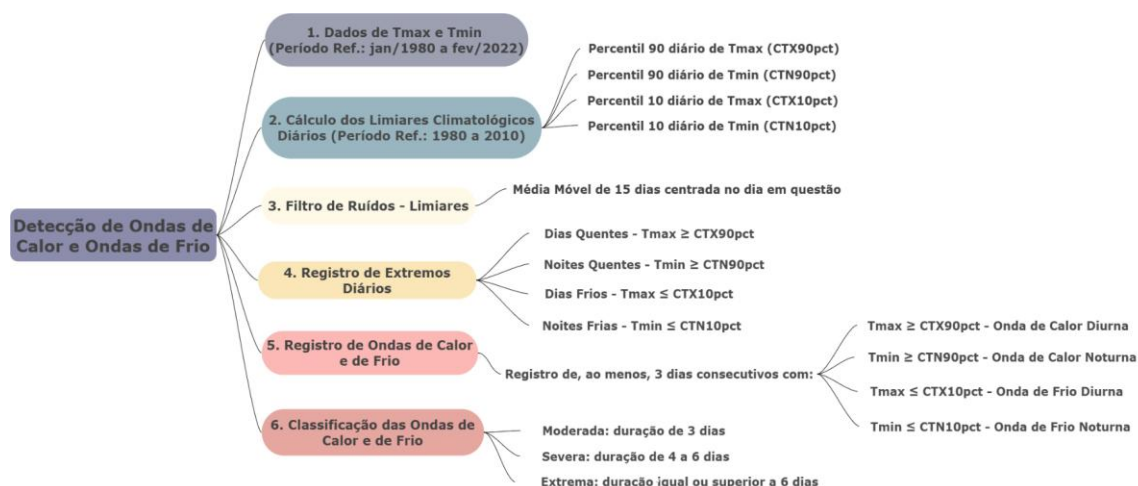 Detecção de Ondas de
Calor e Ondas de Frio
1. Dados de Tmax e Tmin
(Período Ref.: jan/1980 a fev/2022)
2. Cálculo dos Limiares Climatológicos
Diários (Período Ref.: 1980 a 2010)
Percentil 90 diário de Tmax (CTX90pct)
Percentil 90 diário de Tmin (CTN90pct)
Percentil 10 diário de Tmax (CTX10pct)
Percentil 10 diário de Tmin (CTN10pct)
3. Filtro de Ruídos - Limiares
Média Móvel de 15 dias centrada no dia em questão
4. Registro de Extremos
Diários
Dias Quentes - Tmax ≥ CTX90pct
Noites Quentes - Tmin ≥ CTN90pct
Dias Frios - Tmax ≤ CTX10pct
Noites Frias - Tmin ≤ CTN10pct
5. Registro de Ondas de Calor
e de Frio
Registro de, ao menos, 3 dias consecutivos com:
Tmax ≥ CTX90pct - Onda de Calor Diurna
Tmin ≥ CTN90pct - Onda de Calor Noturna
Tmax ≤ CTX10pct - Onda de Frio Diurna
Tmin ≤ CTN10pct - Onda de Frio Noturna
6. Classificação das Ondas de
Calor e de Frio
Moderada: duração de 3 dias
Severa: duração de 4 a 6 dias
Extrema: duração igual ou superior a 6 dias